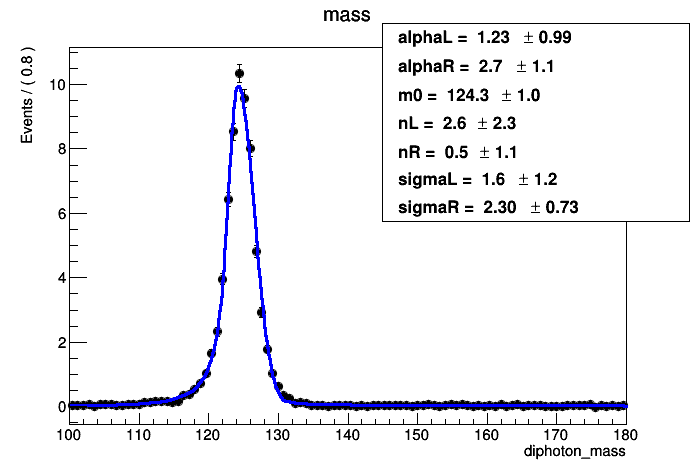 mass
alphaL = 1.23 ± 0.99
alphaR = 2.7 ± 1.1
m0 = 124.3 ± 1.0
nL = 2.6 ± 2.3
nR = 0.5 ± 1.1
sigmaL = 1.6 ± 1.2
sigmaR = 2.30 ± 0.73
Events / ( 0.8 )
10
8
6
4
2
0
100 110 120 130 140 150 160 170 180
diphoton_mass